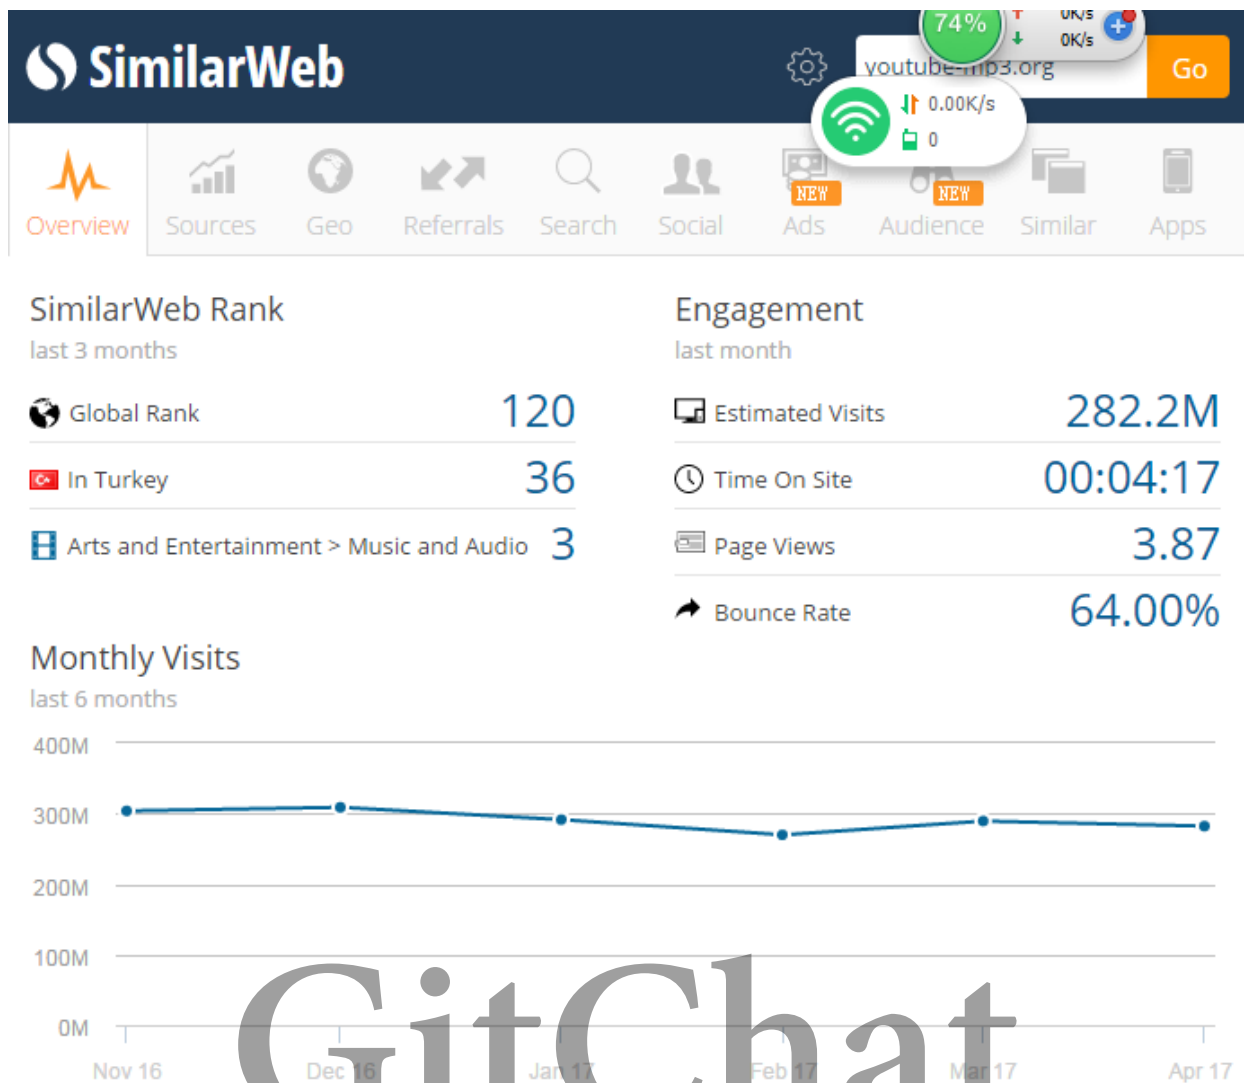 SimilarWeb
74%
0K/s
0K/s
youtube-mp3.org
Go
0.00K/s
0
NEW
NEW
Overview
Sources
Geo
Referrals
Search
Social
Ads
Audience
Similar
Apps
SimilarWeb Rank
last 3 months
Global Rank 120
In Turkey 36
Arts and Entertainment > Music and Audio 3
Engagement
last month
Estimated Visits 282.2M
Time On Site 00:04:17
Page Views 3.87
Bounce Rate 64.00%
Monthly Visits
last 6 months
400M
300M
200M
100M
0M
Nov 16
Dec 16
Jan 17
Feb 17
Mar 17
Apr 17
GitChat